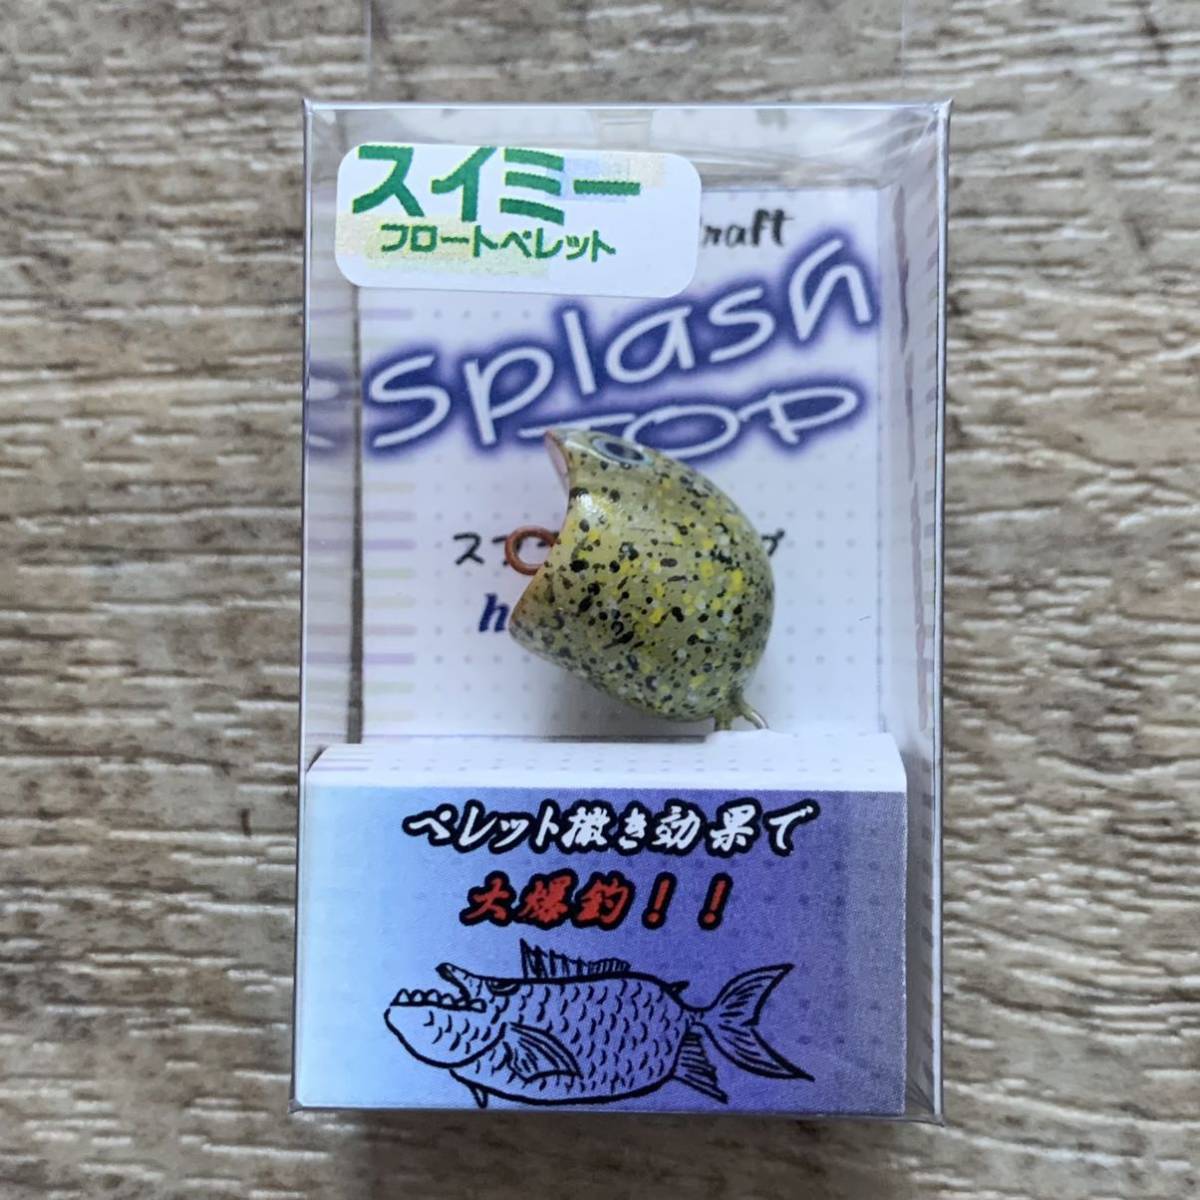 スイミー
フロートペレット
raft
Splash
TOP
ペレット撒き効果で
大爆釣！！